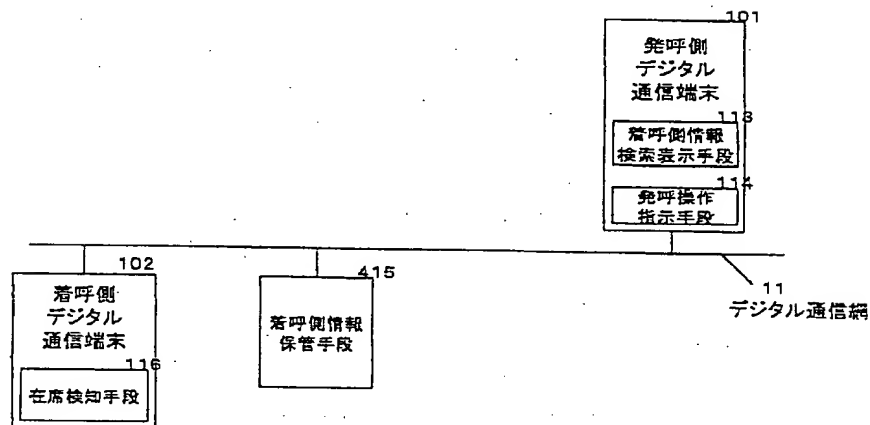 101
発呼側
デジタル
通信端末
113
着呼側情報
検索表示手段
114
発呼操作
指示手段
102
着呼側
デジタル
通信端末
116
在席検知手段
415
着呼側情報
保管手段
11
デジタル通信網